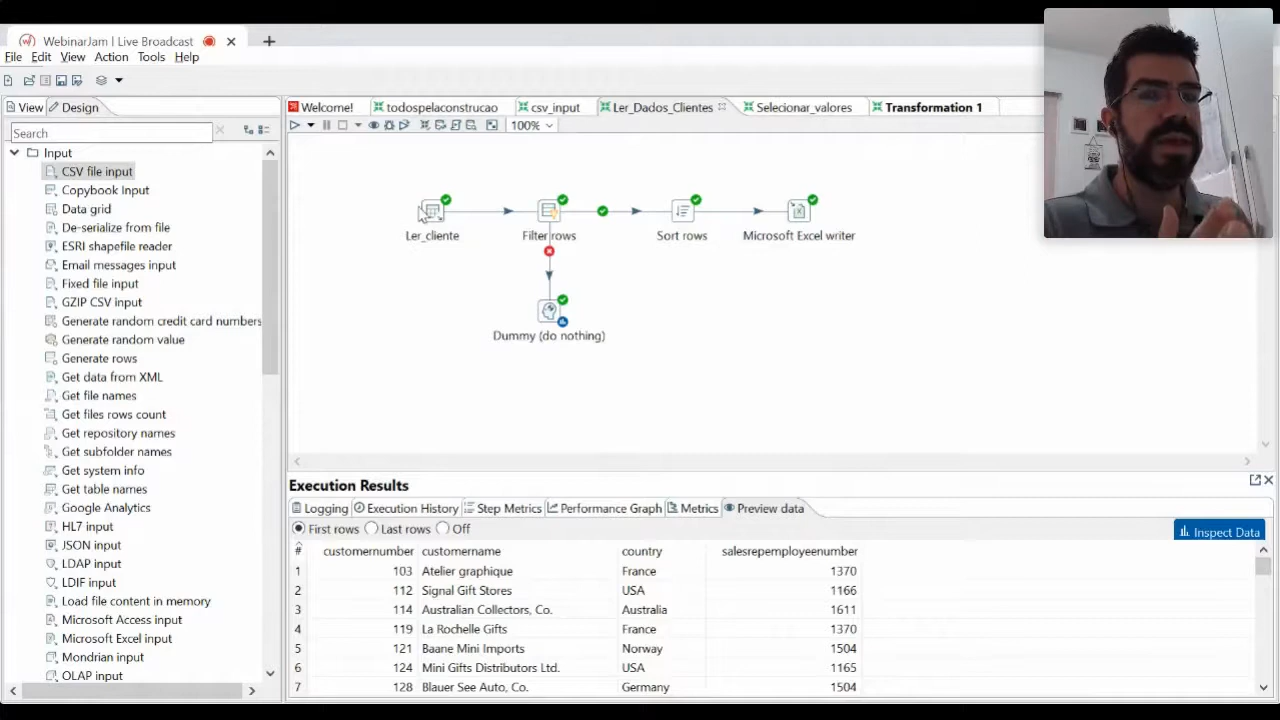 WebinarJam | Live Broadcast
File Edit View Action Tools Help
View Design
Welcome! todospelaconstrucao csv_input Ler_Dados_Clientes Selecionar_valores Transformation 1
Search
100%
Input
CSV file input
Copybook Input
Data grid
De-serialize from file
ESRI shapefile reader
Email messages input
Fixed file input
GZIP CSV input
Generate random credit card numbers
Generate random value
Generate rows
Get data from XML
Get file names
Get files rows count
Get repository names
Get subfolder names
Get system info
Get table names
Google Analytics
HL7 input
JSON input
LDAP input
LDIF input
Load file content in memory
Microsoft Access input
Microsoft Excel input
Mondrian input
OLAP input
Ler_cliente Filter rows Sort rows Microsoft Excel writer
Dummy (do nothing)
Execution Results
Logging Execution History Step Metrics Performance Graph Metrics Preview data
First rows Last rows Off
Inspect Data
# customernumber customername country salesrepemployeenumber
1 103 Atelier graphique France 1370
2 112 Signal Gift Stores USA 1166
3 114 Australian Collectors, Co. Australia 1611
4 119 La Rochelle Gifts France 1370
5 121 Baane Mini Imports Norway 1504
6 124 Mini Gifts Distributors Ltd. USA 1165
7 128 Blauer See Auto, Co. Germany 1504